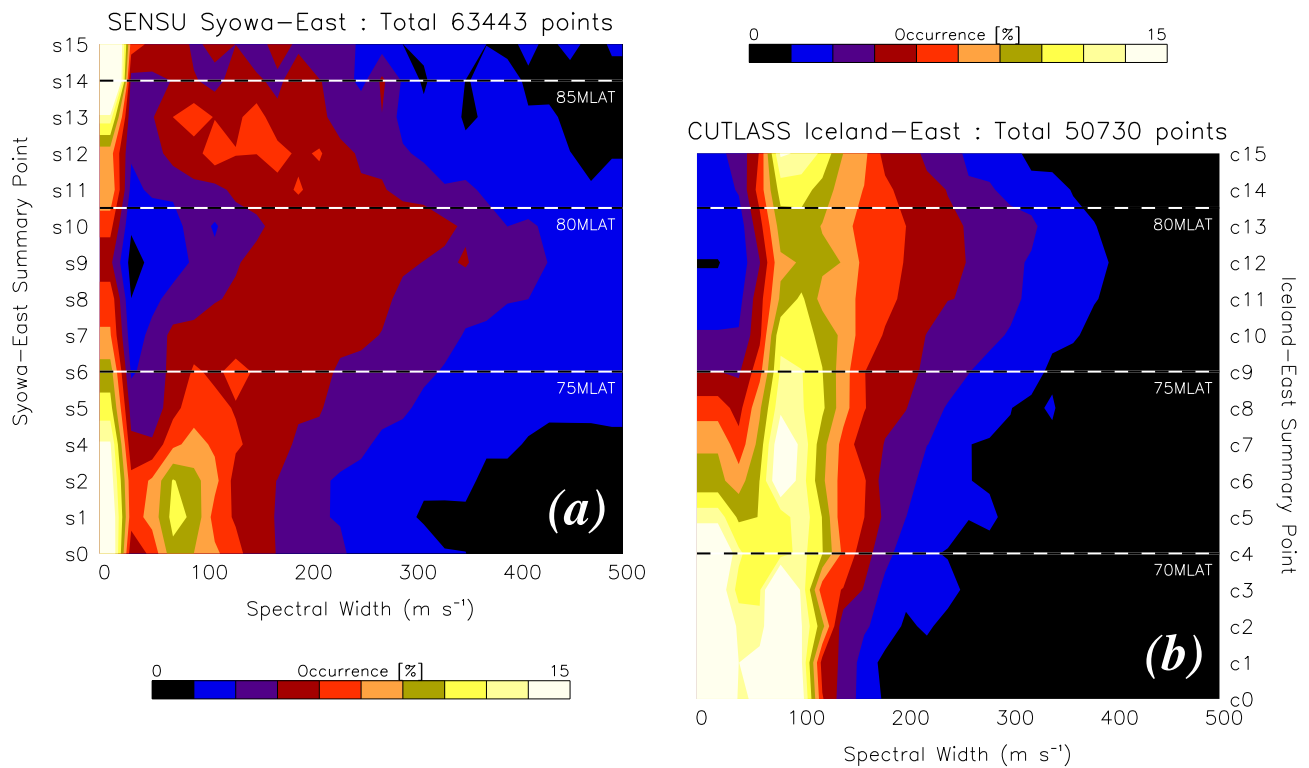 SENSU Syowa-East : Total 63443 points
s15
s14
s13
s12
s11
s10
s9
s8
s7
s6
s5
s4
s2
s1
s0
Syowa-East Summary Point
85MLAT
80MLAT
75MLAT
(a)
0 100 200 300 400 500
Spectral Width (m s⁻¹)
0 Occurrence [%] 15
0 Occurrence [%] 15
CUTLASS Iceland-East : Total 50730 points
c15
c14
c13
c12
c11
c10
c9
c8
c7
c6
c5
c4
c3
c2
c1
c0
Iceland-East Summary Point
80MLAT
75MLAT
70MLAT
(b)
0 100 200 300 400 500
Spectral Width (m s⁻¹)